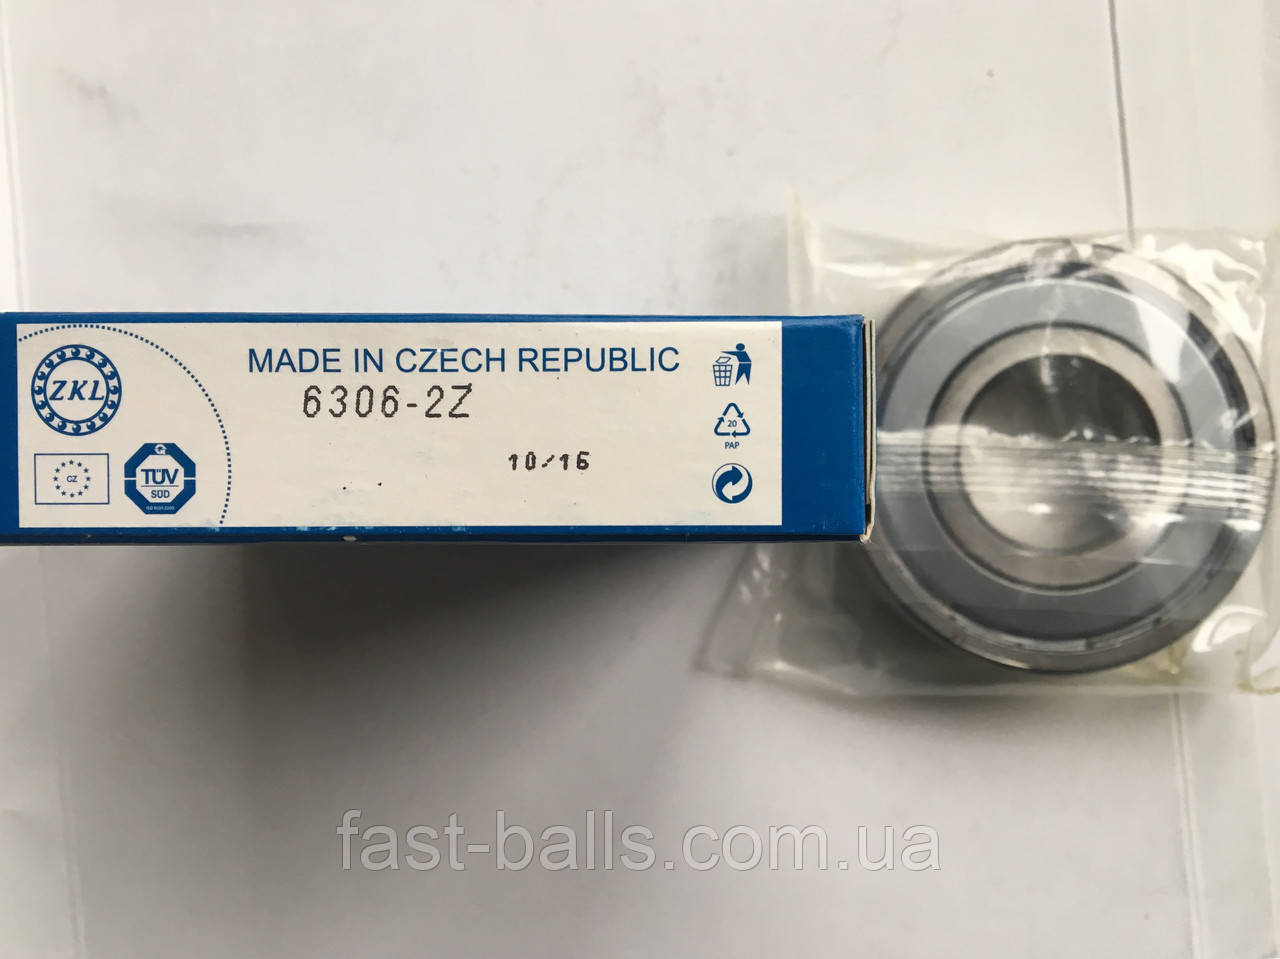 MADE IN CZECH REPUBLIC
6306-2Z
10/16
ZKL
CZ
TÜV
SÜD
20
PAP
fast-balls.com.ua